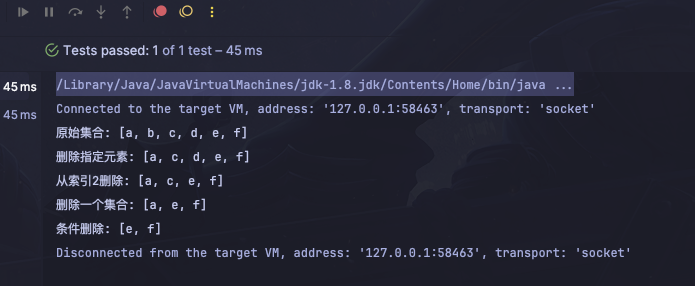 Tests passed: 1 of 1 test – 45 ms
45 ms
/Library/Java/JavaVirtualMachines/jdk-1.8.jdk/Contents/Home/bin/java ...
45 ms
Connected to the target VM, address: '127.0.0.1:58463', transport: 'socket'
原始集合: [a, b, c, d, e, f]
删除指定元素: [a, c, d, e, f]
从索引2删除: [a, c, e, f]
删除一个集合: [a, e, f]
条件删除: [e, f]
Disconnected from the target VM, address: '127.0.0.1:58463', transport: 'socket'